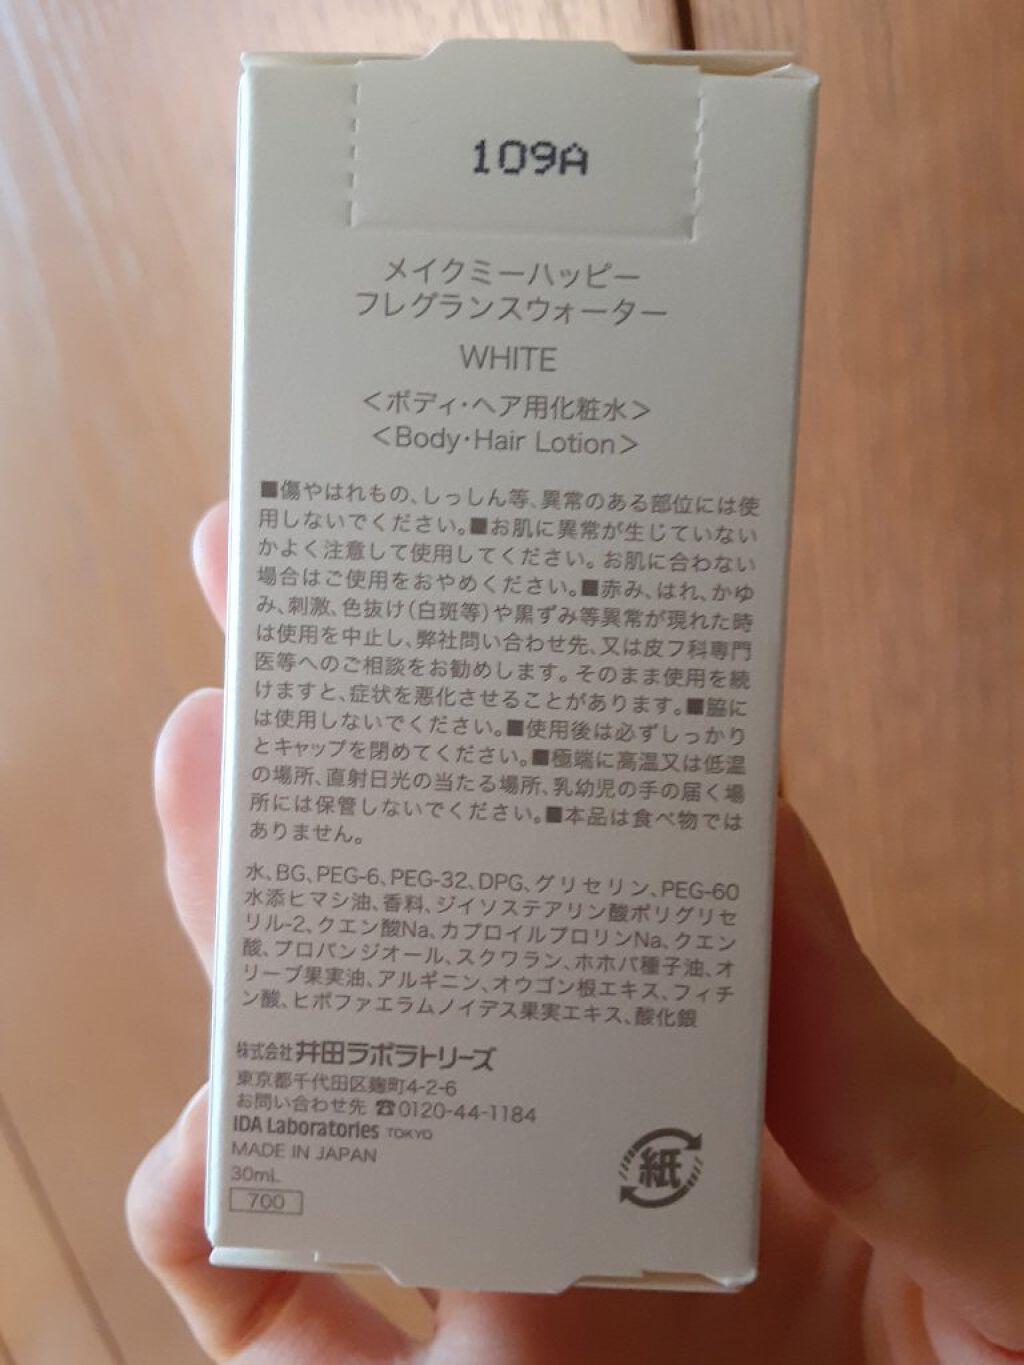 109A
メイクミーハッピー
フレグランスウォーター
WHITE
＜ボディ・ヘア用化粧水＞
＜Body・Hair Lotion＞
■傷やはれもの、しっしん等、異常のある部位には使
用しないでください。■お肌に異常が生じていない
かよく注意して使用してください。お肌に合わない
場合はご使用をおやめください。■赤み、はれ、かゆ
み、刺激、色抜け(白斑等)や黒ずみ等異常が現れた時
は使用を中止し、弊社問い合わせ先、又は皮フ科専門
医等へのご相談をお勧めします。そのまま使用を続
けますと、症状を悪化させることがあります。■脇に
は使用しないでください。■使用後は必ずしっかり
とキャップを閉めてください。■極端に高温又は低温
の場所、直射日光の当たる場所、乳幼児の手の届く場
所には保管しないでください。■本品は食べ物では
ありません。
水、BG、PEG-6、PEG-32、DPG、グリセリン、PEG-60
水添ヒマシ油、香料、ジイソステアリン酸ポリグリセ
リル-2、クエン酸Na、カプロイルプロリンNa、クエン
酸、プロパンジオール、スクワラン、ホホバ種子油、オ
リーブ果実油、アルギニン、オウゴン根エキス、フィチ
ン酸、ヒポファエラムノイデス果実エキス、酸化銀
株式会社 井田ラボラトリーズ
東京都千代田区麹町4-2-6
お問い合わせ先 ☎0120-44-1184
IDA Laboratories TOKYO
MADE IN JAPAN
30mL
700
紙